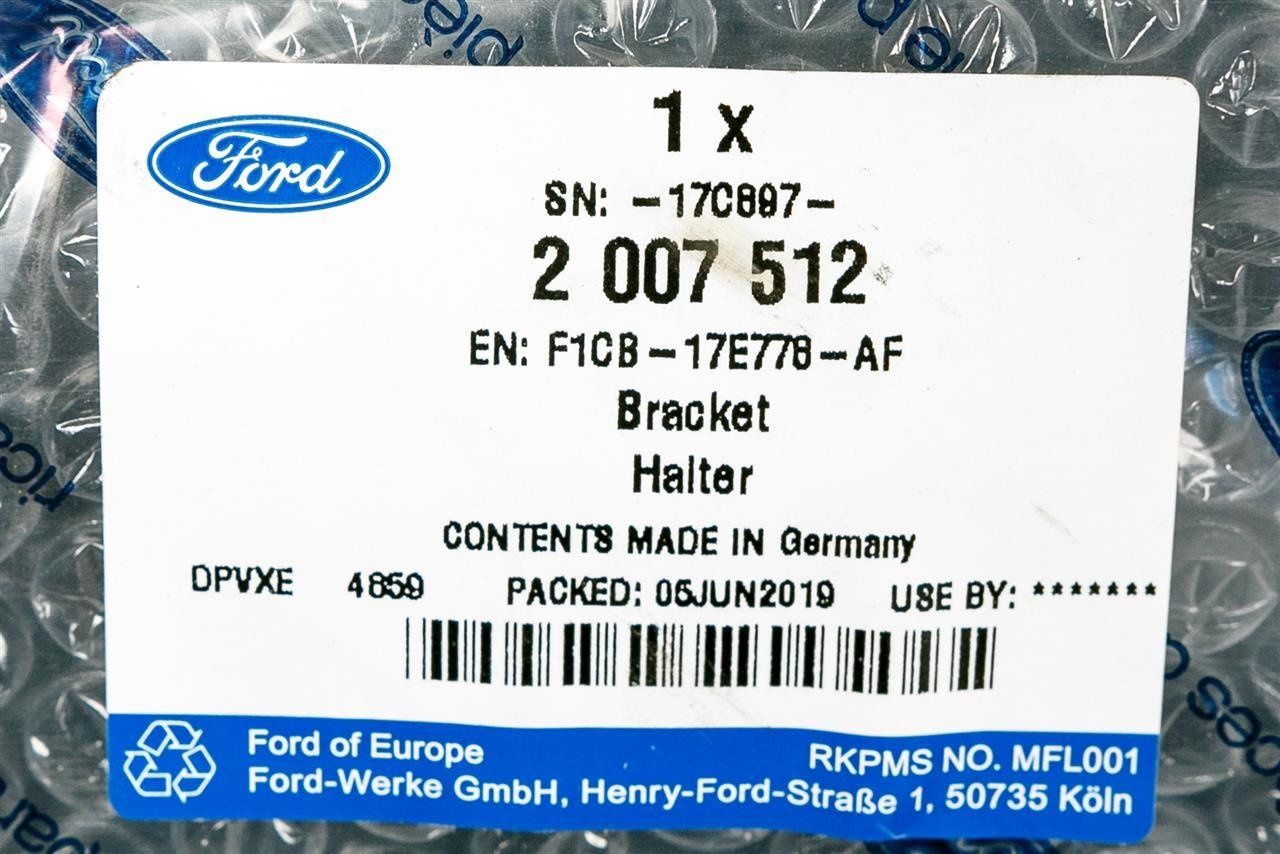 Ford
1 x
SN: -17C897-
2 007 512
EN: F1CB-17E778-AF
Bracket
Halter
CONTENTS MADE IN Germany
DPVXE 4859 PACKED: 05JUN2019 USE BY: *******
Ford of Europe
RKPMS NO. MFL001
Ford-Werke GmbH, Henry-Ford-Straße 1, 50735 Köln